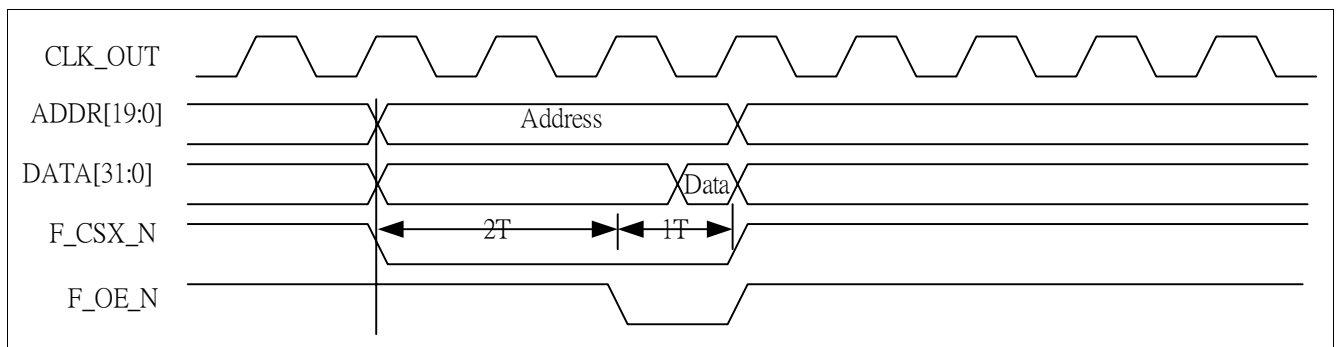 CLK_OUT
ADDR[19:0]
Address
DATA[31:0]
Data
F_CSX_N
2T
1T
F_OE_N